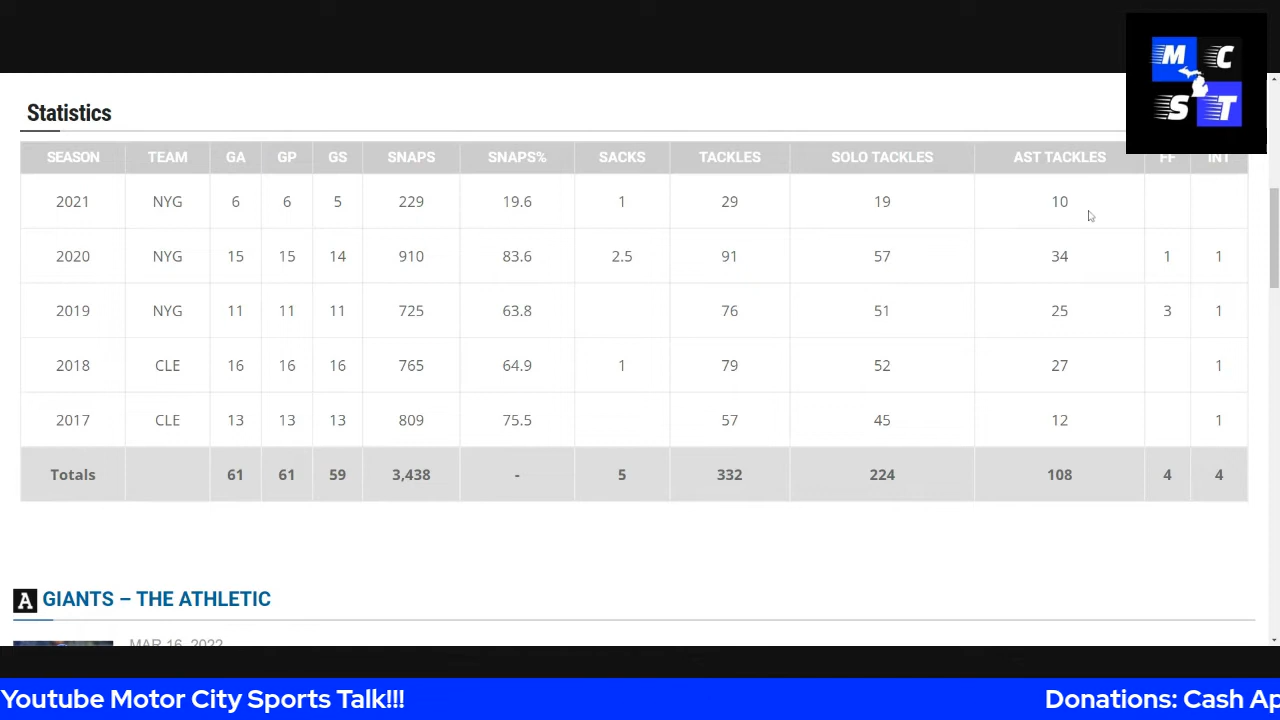 M C
S T
Statistics
SEASON TEAM GA GP GS SNAPS SNAPS% SACKS TACKLES SOLO TACKLES AST TACKLES FF INT
2021 NYG 6 6 5 229 19.6 1 29 19 10
2020 NYG 15 15 14 910 83.6 2.5 91 57 34 1 1
2019 NYG 11 11 11 725 63.8 76 51 25 3 1
2018 CLE 16 16 16 765 64.9 1 79 52 27 1
2017 CLE 13 13 13 809 75.5 57 45 12 1
Totals 61 61 59 3,438 - 5 332 224 108 4 4
A GIANTS – THE ATHLETIC
MAR 16, 2022
Youtube Motor City Sports Talk!!! Donations: Cash Ap